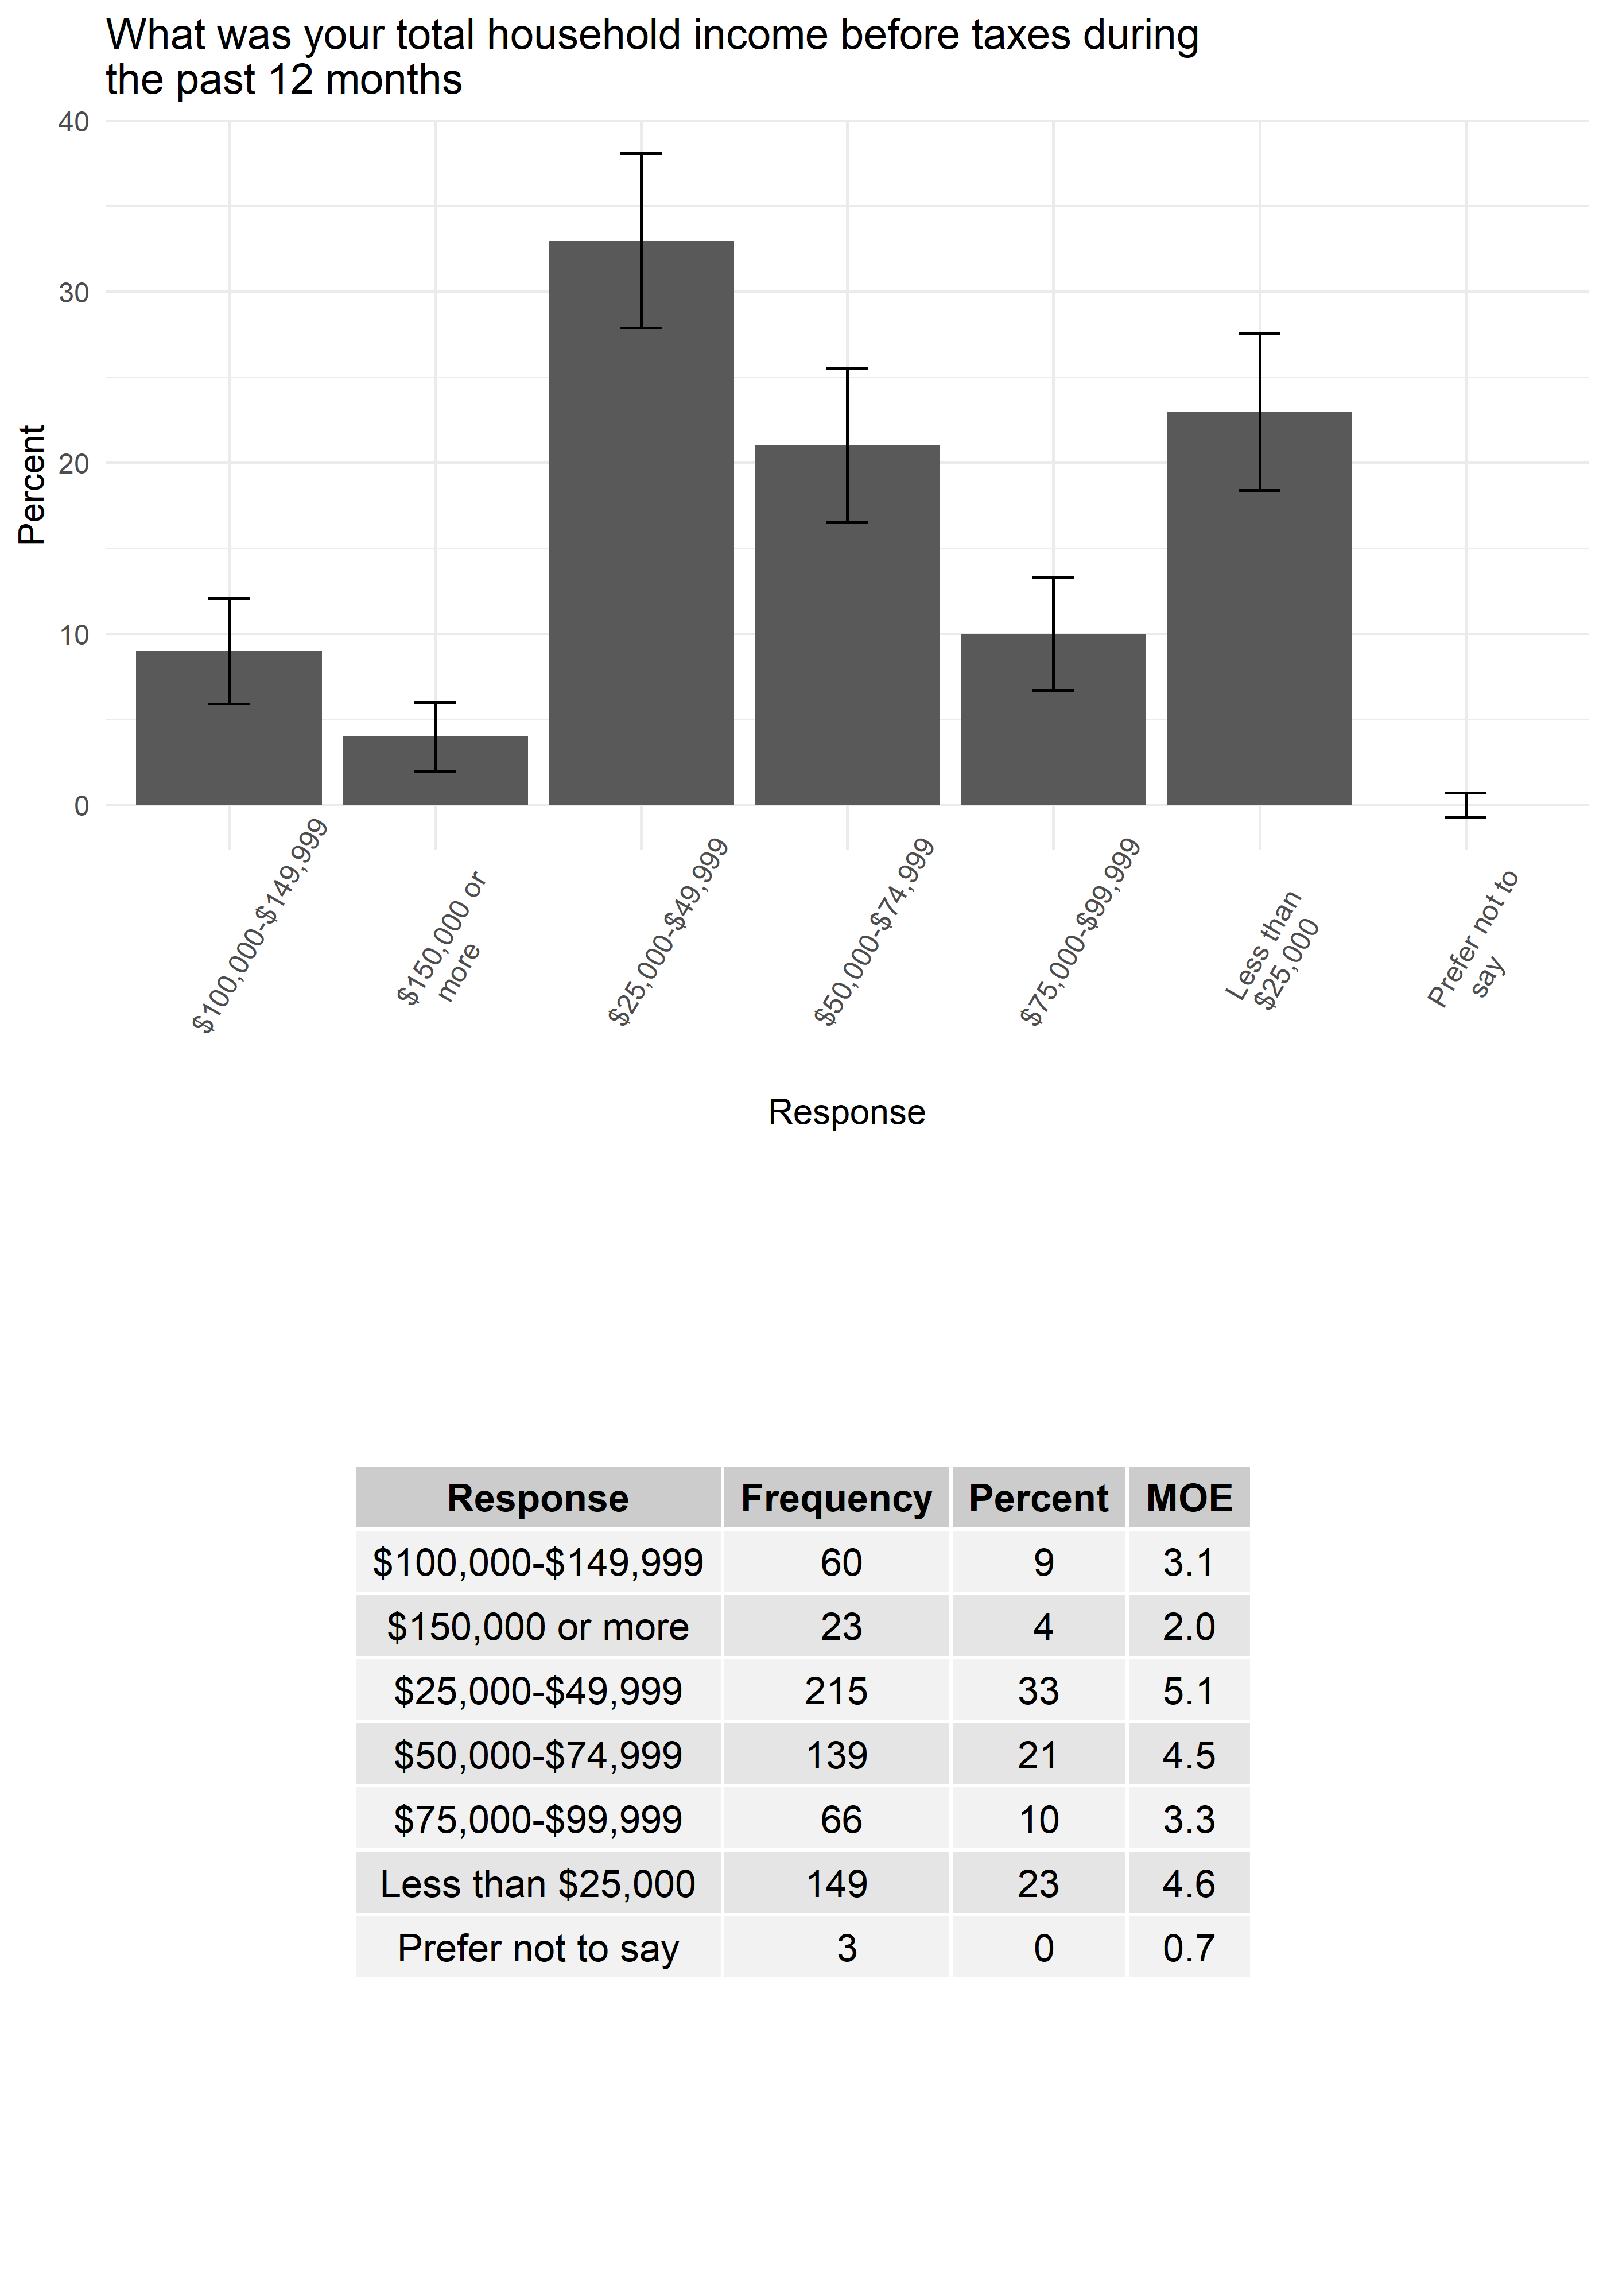 What was your total household income before taxes during
the past 12 months
40
30
20
10
0
Percent
$100,000-$149,999
$150,000 or
more
$25,000-$49,999
$50,000-$74,999
$75,000-$99,999
Less than
$25,000
Prefer not to
say
Response
Response Frequency Percent MOE
$100,000-$149,999 60 9 3.1
$150,000 or more 23 4 2.0
$25,000-$49,999 215 33 5.1
$50,000-$74,999 139 21 4.5
$75,000-$99,999 66 10 3.3
Less than $25,000 149 23 4.6
Prefer not to say 3 0 0.7